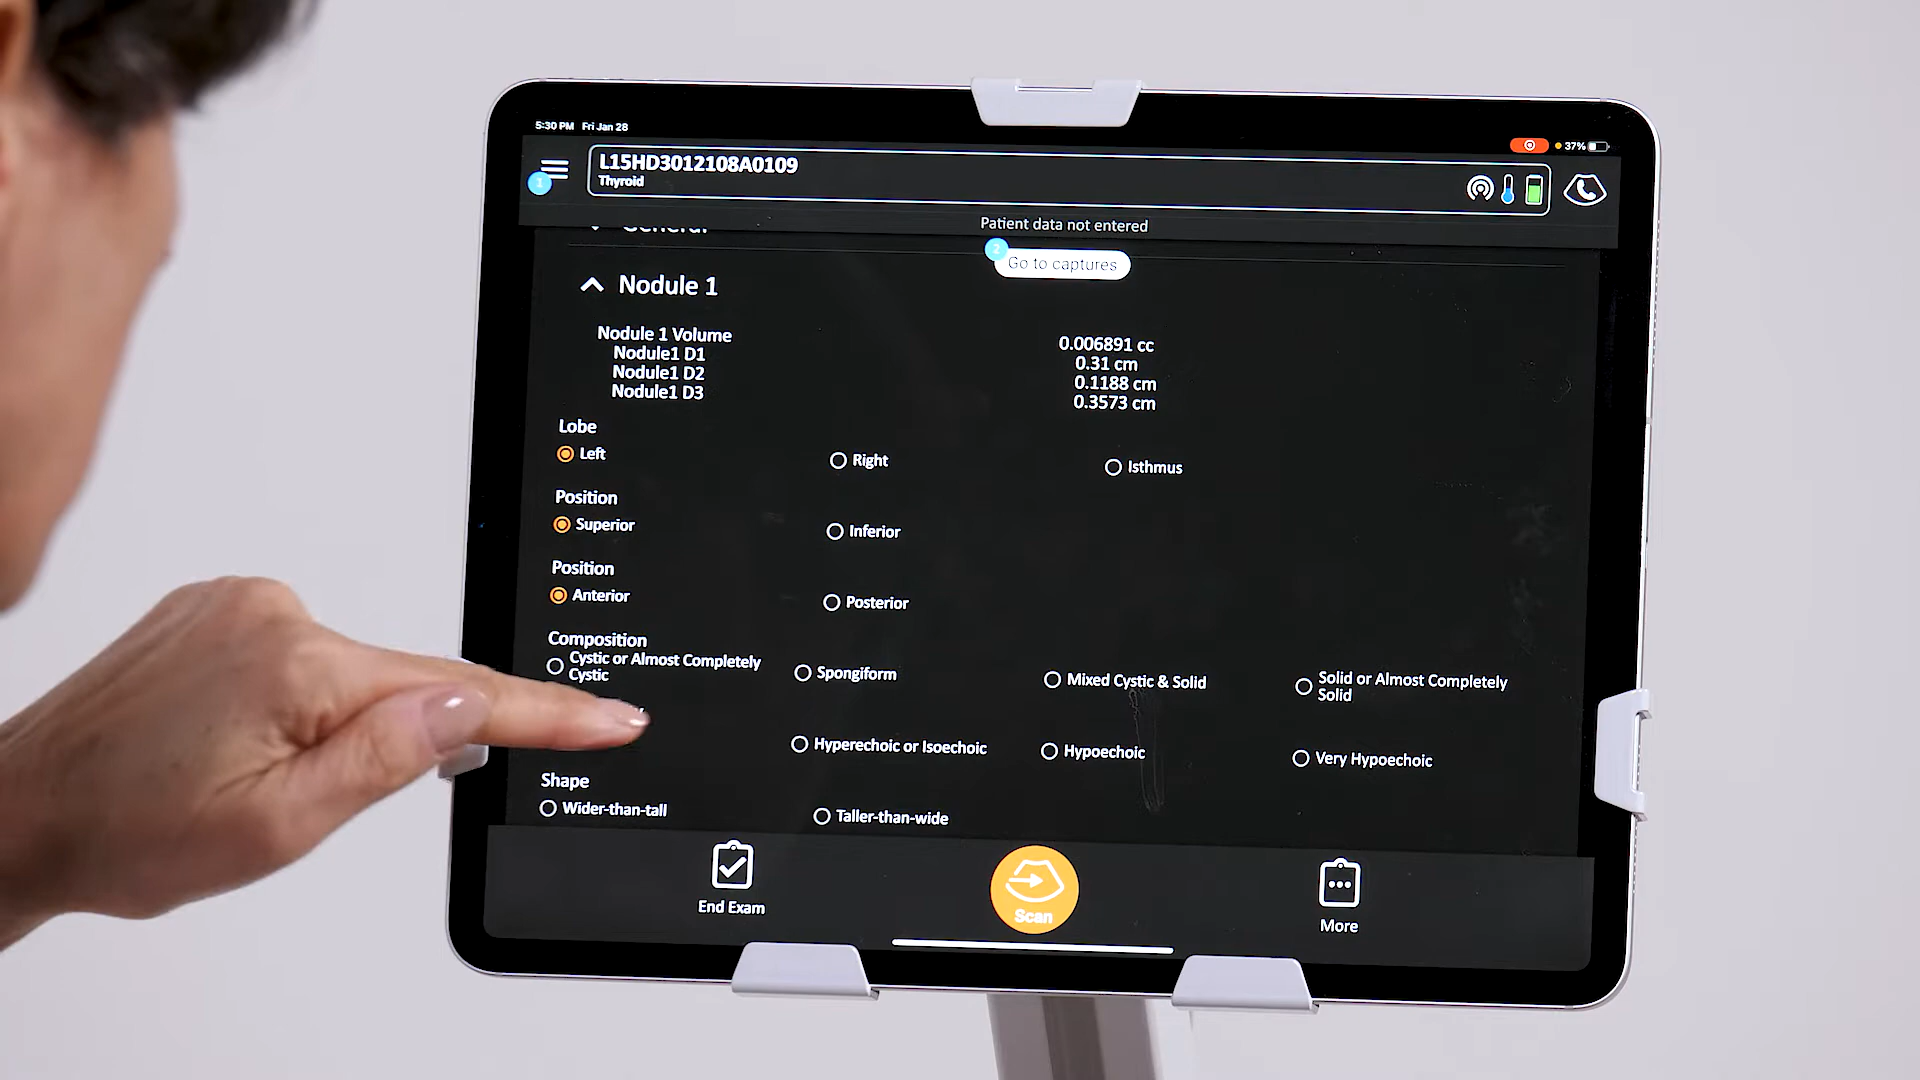 5:30 PM Fri Jan 28
37%
L15HD3012108A0109
Thyroid
1
Patient data not entered
General
2
Go to captures
Nodule 1
Nodule 1 Volume 0.006891 cc
Nodule1 D1 0.31 cm
Nodule1 D2 0.1188 cm
Nodule1 D3 0.3573 cm
Lobe
Left Right Isthmus
Position
Superior Inferior
Position
Anterior Posterior
Composition
Cystic or Almost Completely
Cystic
Spongiform
Mixed Cystic & Solid
Solid or Almost Completely
Solid
Hyperechoic or Isoechoic Hypoechoic Very Hypoechoic
Shape
Wider-than-tall Taller-than-wide
End Exam
Scan
More